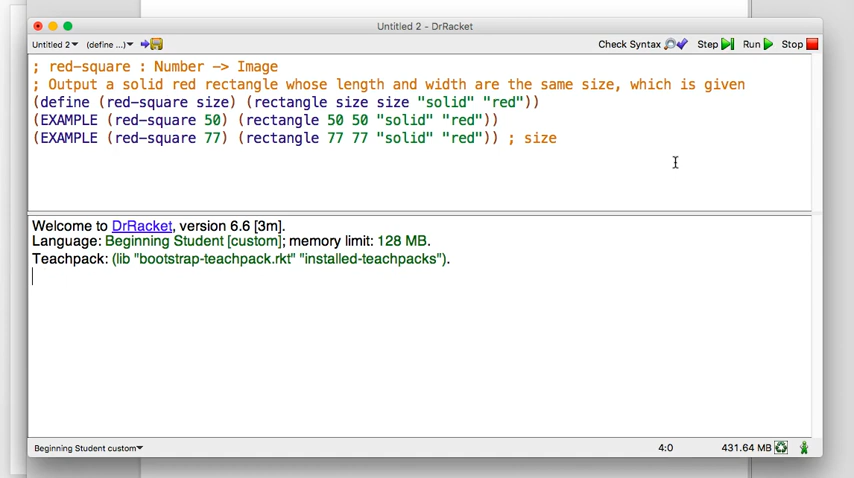 Untitled 2 - DrRacket
Untitled 2 (define ...) Check Syntax Step Run Stop
; red-square : Number -> Image
; Output a solid red rectangle whose length and width are the same size, which is given
(define (red-square size) (rectangle size size "solid" "red"))
(EXAMPLE (red-square 50) (rectangle 50 50 "solid" "red"))
(EXAMPLE (red-square 77) (rectangle 77 77 "solid" "red")) ; size
Welcome to DrRacket, version 6.6 [3m].
Language: Beginning Student [custom]; memory limit: 128 MB.
Teachpack: (lib "bootstrap-teachpack.rkt" "installed-teachpacks").
Beginning Student custom 4:0 431.64 MB